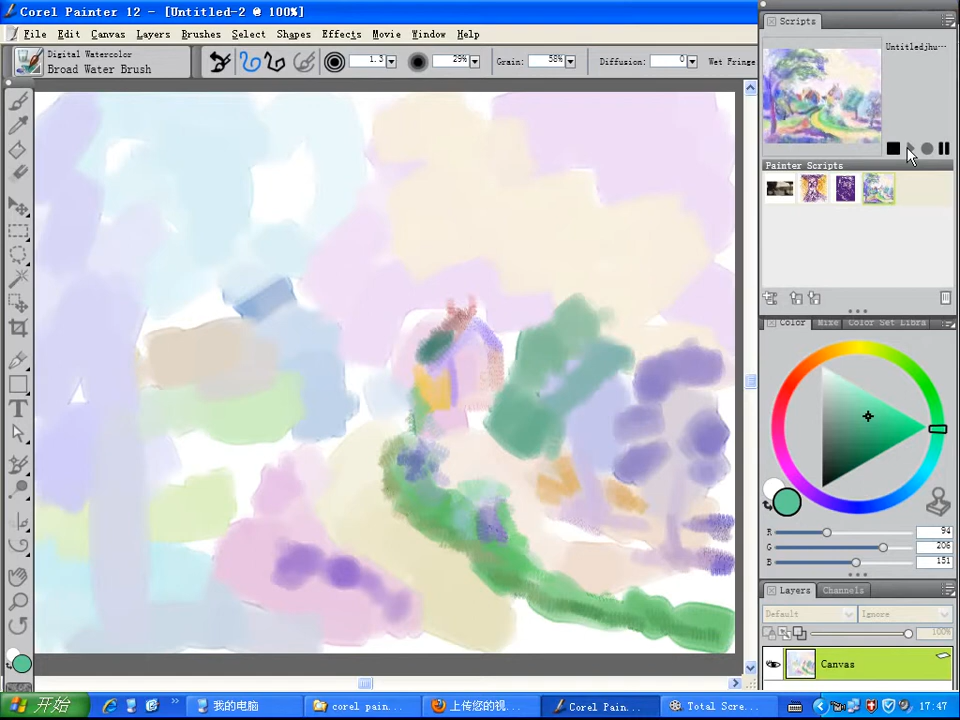 Corel Painter 12 - [Untitled-2 @ 100%]
File Edit Canvas Layers Brushes Select Shapes Effects Movie Window Help
Digital Watercolor
Broad Water Brush
1.3
29%
Grain: 58%
Diffusion: 0
Wet Fringe
Scripts
Untitledjhu...
Painter Scripts
Color Mixe Color Set Libra
R 94
G 206
B 151
Layers Channels
Default Ignore
100%
Canvas
开始
我的电脑
corel pain...
上传您的视...
Corel Pain...
Total Scre...
17:47